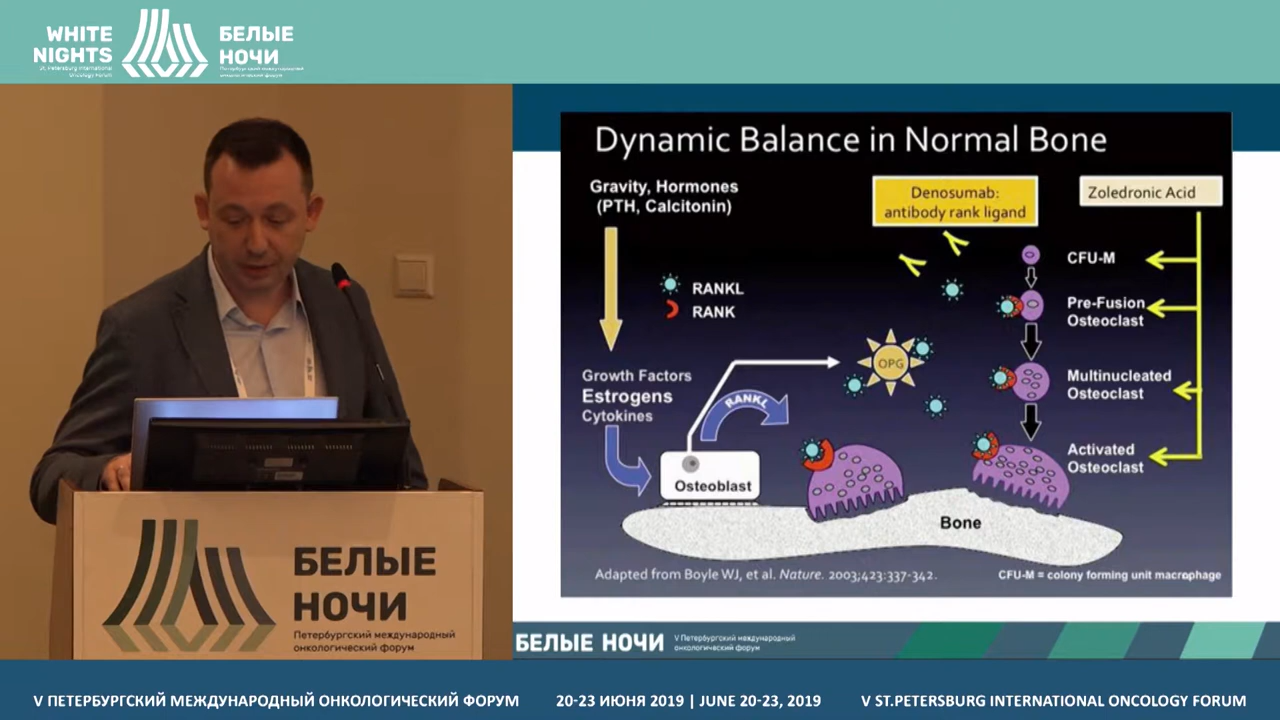 WHITE
NIGHTS
St. Petersburg International
Oncology Forum
БЕЛЫЕ
НОЧИ
Петербургский международный
онкологический форум
Dynamic Balance in Normal Bone
Gravity, Hormones
(PTH, Calcitonin)
Denosumab:
antibody rank ligand
Zoledronic Acid
CFU-M
RANKL
RANK
Pre-Fusion
Osteoclast
OPG
Growth Factors
Estrogens
Cytokines
RANKL
Multinucleated
Osteoclast
Activated
Osteoclast
Osteoblast
Bone
Adapted from Boyle WJ, et al. Nature. 2003;423:337-342.
CFU-M = colony forming unit macrophage
БЕЛЫЕ
НОЧИ
Петербургский международный
онкологический форум
БЕЛЫЕ НОЧИ
V Петербургский международный
онкологический форум
V ПЕТЕРБУРГСКИЙ МЕЖДУНАРОДНЫЙ ОНКОЛОГИЧЕСКИЙ ФОРУМ
20-23 ИЮНЯ 2019 | JUNE 20-23, 2019
V ST.PETERSBURG INTERNATIONAL ONCOLOGY FORUM